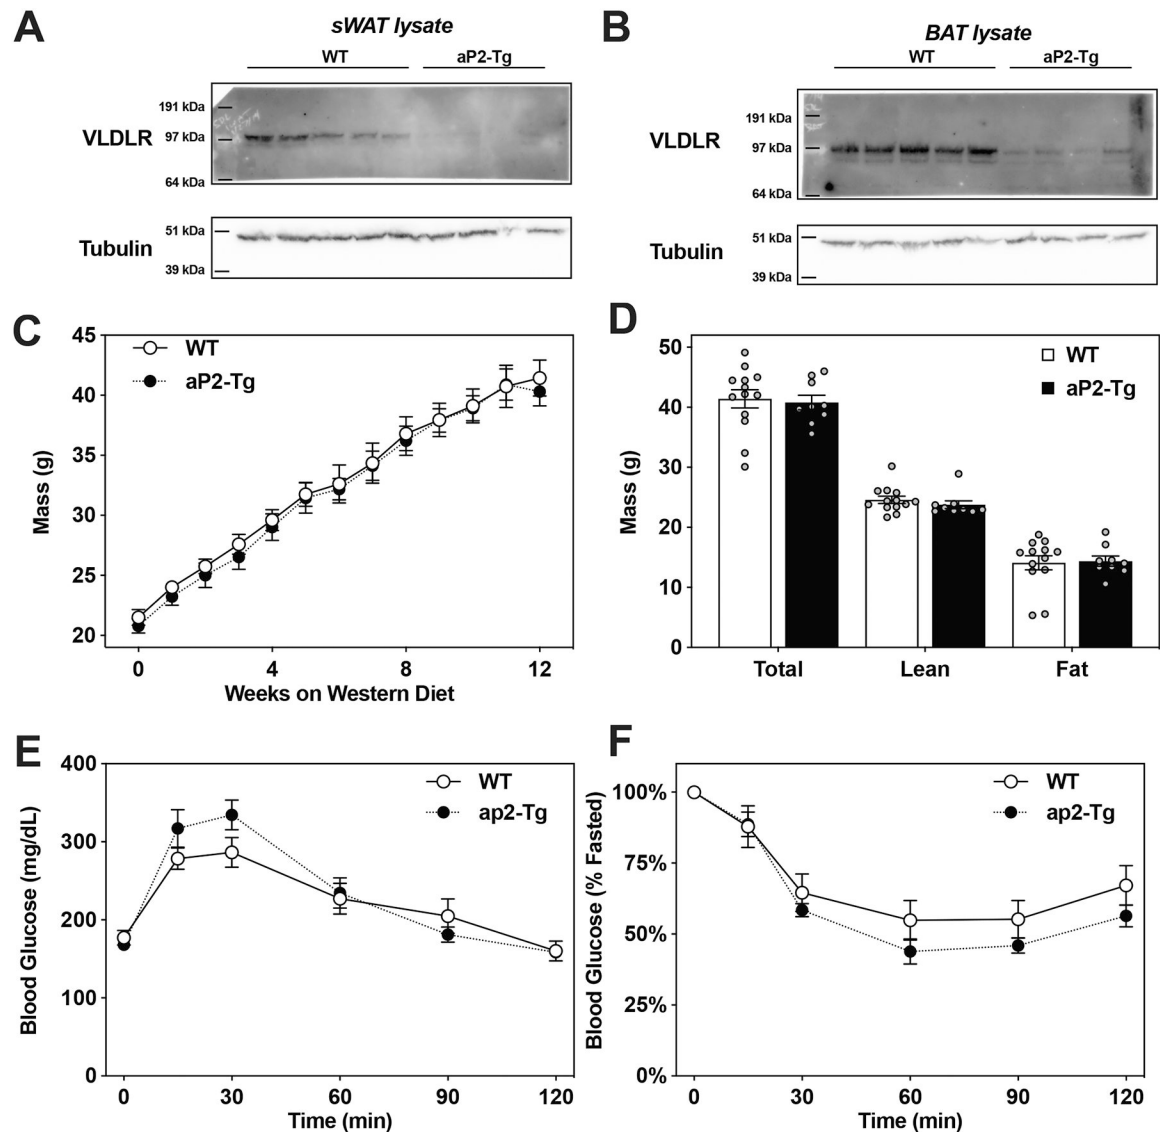 A
sWAT lysate
WT
aP2-Tg
VLDLR
191 kDa
97 kDa
64 kDa
Tubulin
51 kDa
39 kDa
B
BAT lysate
WT
aP2-Tg
VLDLR
191 kDa
97 kDa
64 kDa
Tubulin
51 kDa
39 kDa
C
WT
aP2-Tg
Mass (g)
45
40
35
30
25
20
0
4
8
12
Weeks on Western Diet
D
WT
aP2-Tg
Mass (g)
50
40
30
20
10
0
Total
Lean
Fat
E
WT
ap2-Tg
Blood Glucose (mg/dL)
400
300
200
100
0
0
30
60
90
120
Time (min)
F
WT
ap2-Tg
Blood Glucose (% Fasted)
100%
75%
50%
25%
0%
0
30
60
90
120
Time (min)